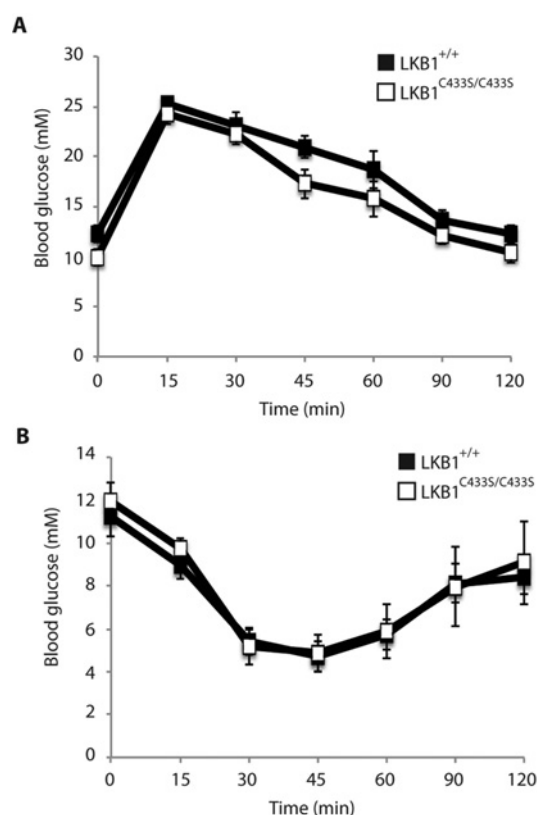 A
30
25
20
15
10
5
0
Blood glucose (mM)
LKB1+/+
LKB1C433S/C433S
0 15 30 45 60 90 120
Time (min)
B
14
12
10
8
6
4
2
0
Blood glucose (mM)
LKB1+/+
LKB1C433S/C433S
0 15 30 45 60 90 120
Time (min)